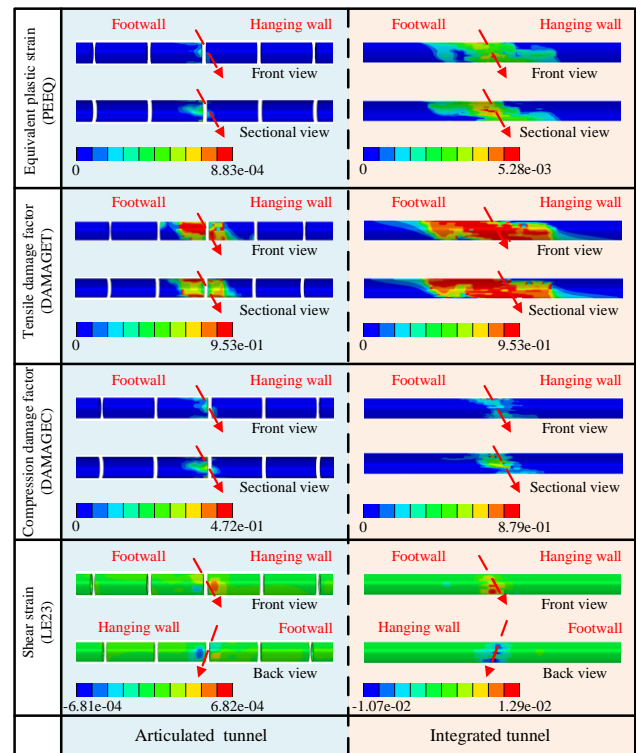 Equivalent plastic strain
(PEEQ)
Footwall Hanging wall
Front view
Sectional view
0 8.83e-04
Footwall Hanging wall
Front view
Sectional view
0 5.28e-03
Tensile damage factor
(DAMAGET)
Footwall Hanging wall
Front view
Sectional view
0 9.53e-01
Footwall Hanging wall
Front view
Sectional view
0 9.53e-01
Compression damage factor
(DAMAGEC)
Footwall Hanging wall
Front view
Sectional view
0 4.72e-01
Footwall Hanging wall
Front view
Sectional view
0 8.79e-01
Shear strain
(LE23)
Footwall Hanging wall
Front view
Hanging wall Footwall
Back view
-6.81e-04 6.82e-04
Footwall Hanging wall
Front view
Hanging wall Footwall
Back view
-1.07e-02 1.29e-02
Articulated tunnel
Integrated tunnel